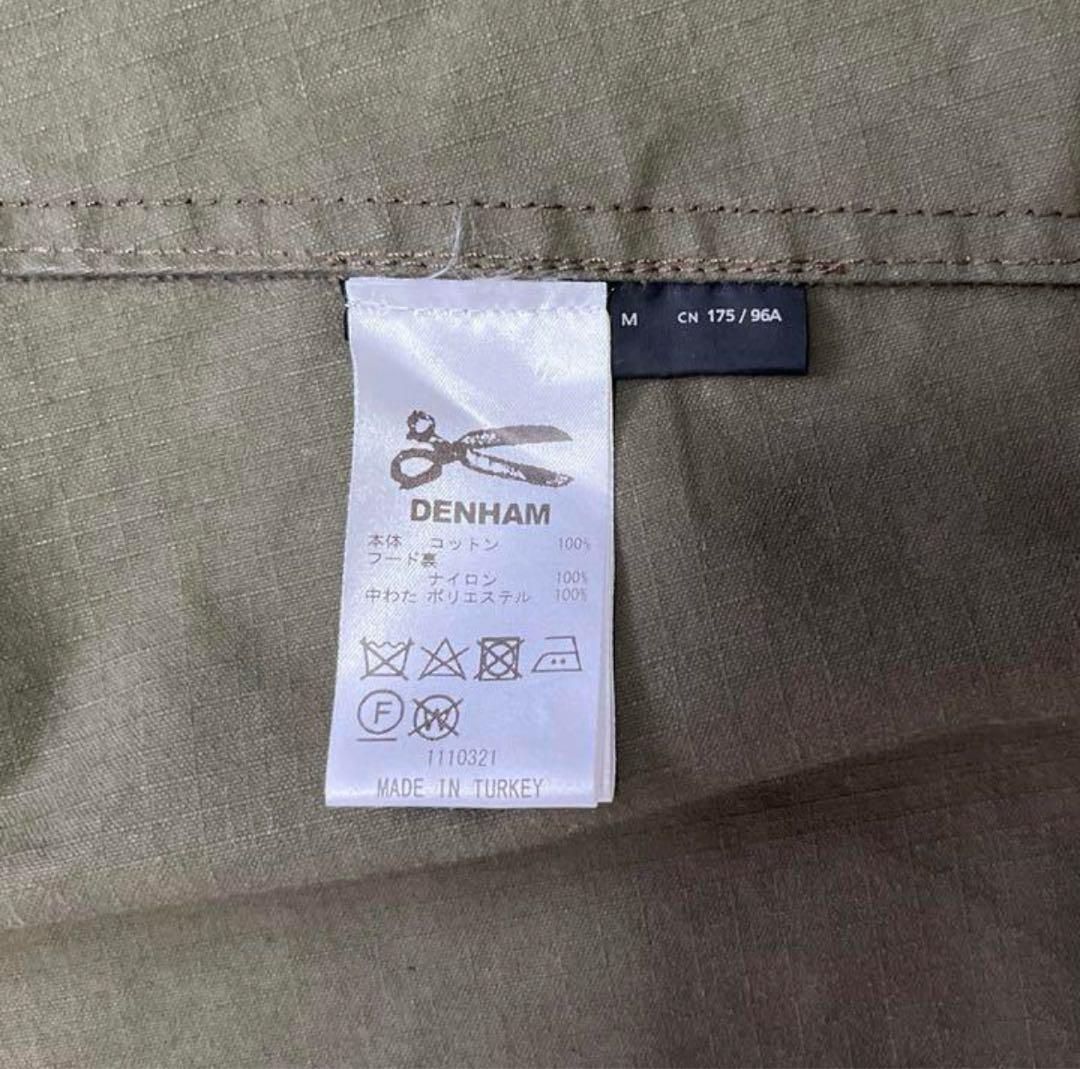 M CN 175 / 96A
DENHAM
本体 コットン 100%
フード裏
ナイロン 100%
中わた ポリエステル 100%
F W
1110321
MADE IN TURKEY